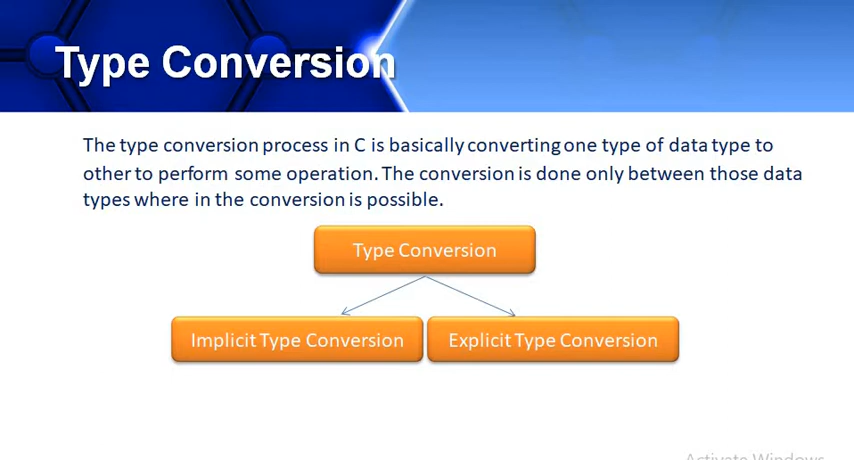 Type Conversion
The type conversion process in C is basically converting one type of data type to
other to perform some operation. The conversion is done only between those data
types where in the conversion is possible.
Type Conversion
Implicit Type Conversion
Explicit Type Conversion
Activate Windows